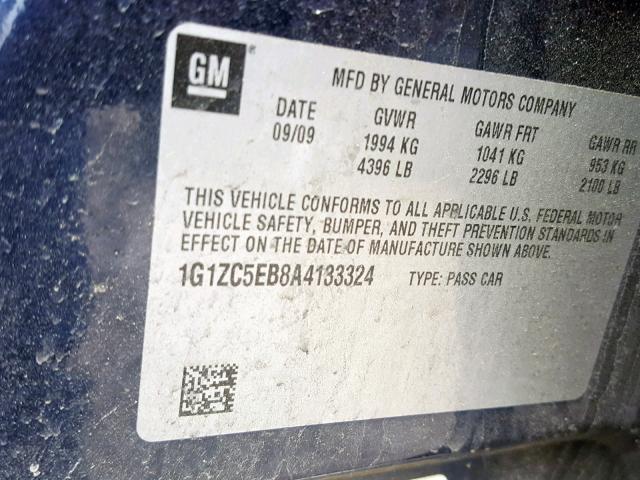 GM
MFD BY GENERAL MOTORS COMPANY
DATE GVWR GAWR FRT GAWR RR
09/09 1994 KG 1041 KG 953 KG
4396 LB 2296 LB 2100 LB
THIS VEHICLE CONFORMS TO ALL APPLICABLE U.S. FEDERAL MOTOR
VEHICLE SAFETY, BUMPER, AND THEFT PREVENTION STANDARDS IN
EFFECT ON THE DATE OF MANUFACTURE SHOWN ABOVE.
1G1ZC5EB8A4133324 TYPE: PASS CAR